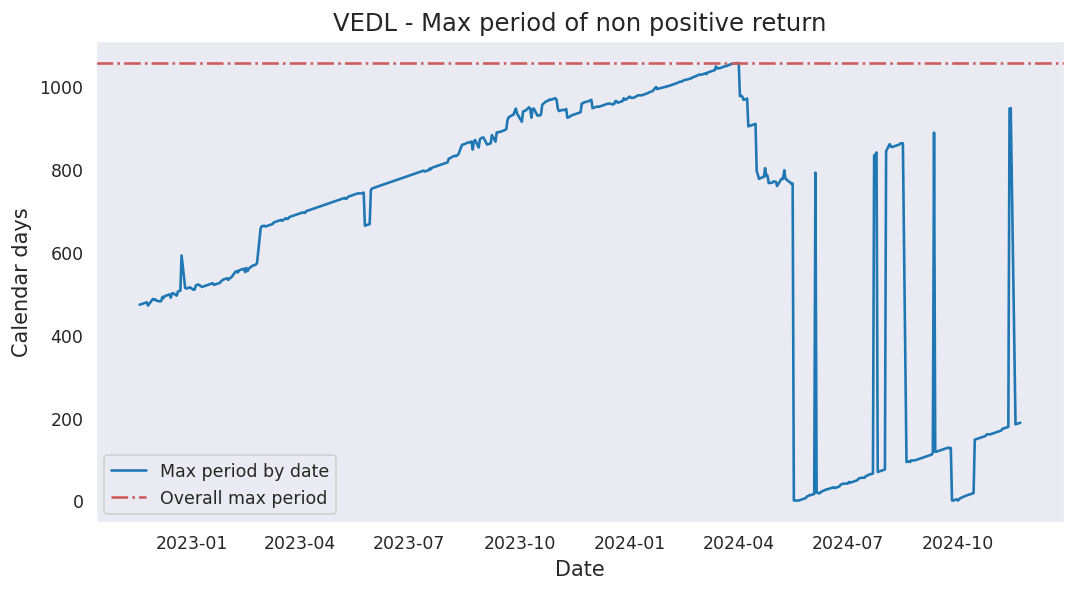 VEDL - Max period of non positive return
Calendar days
1000
800
600
400
200
0
Max period by date
Overall max period
2023-01 2023-04 2023-07 2023-10 2024-01 2024-04 2024-07 2024-10
Date